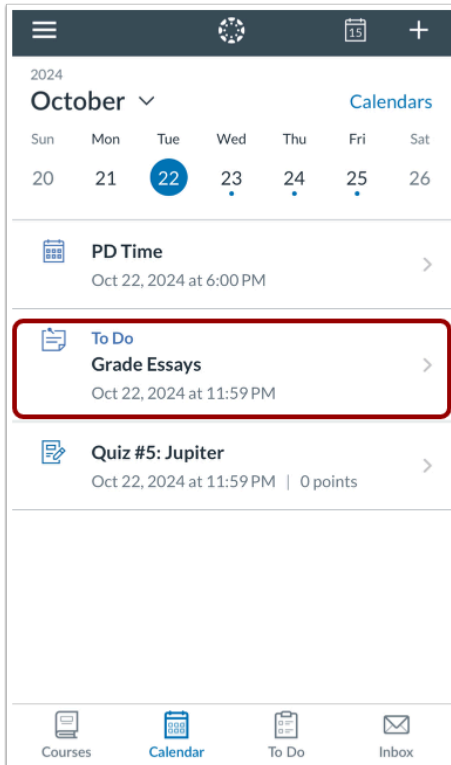 15
2024
October
Calendars
Sun Mon Tue Wed Thu Fri Sat
20 21 22 23 24 25 26
PD Time
Oct 22, 2024 at 6:00 PM
To Do
Grade Essays
Oct 22, 2024 at 11:59 PM
Quiz #5: Jupiter
Oct 22, 2024 at 11:59 PM | 0 points
Courses Calendar To Do Inbox